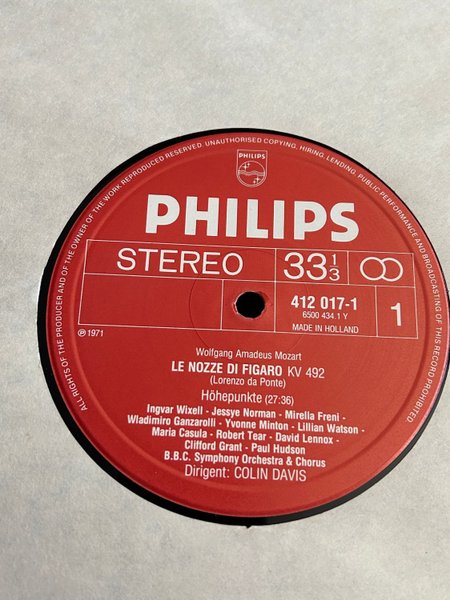 ALL RIGHTS OF THE PRODUCER AND OF THE OWNER OF THE WORK REPRODUCED RESERVED UNAUTHORISED COPYING, HIRING, LENDING, PUBLIC PERFORMANCE AND BROADCASTING OF THIS RECORD PROHIBITED
PHILIPS
PHILIPS
STEREO
33 1/3
412 017-1
6500 434.1 Y
MADE IN HOLLAND
1
℗ 1971
Wolfgang Amadeus Mozart
LE NOZZE DI FIGARO KV 492
(Lorenzo da Ponte)
Höhepunkte (27:36)
Ingvar Wixell - Jessye Norman - Mirella Freni -
Wladimiro Ganzarolli - Yvonne Minton - Lillian Watson -
Maria Casula - Robert Tear - David Lennox -
Clifford Grant - Paul Hudson
B.B.C. Symphony Orchestra & Chorus
Dirigent: COLIN DAVIS